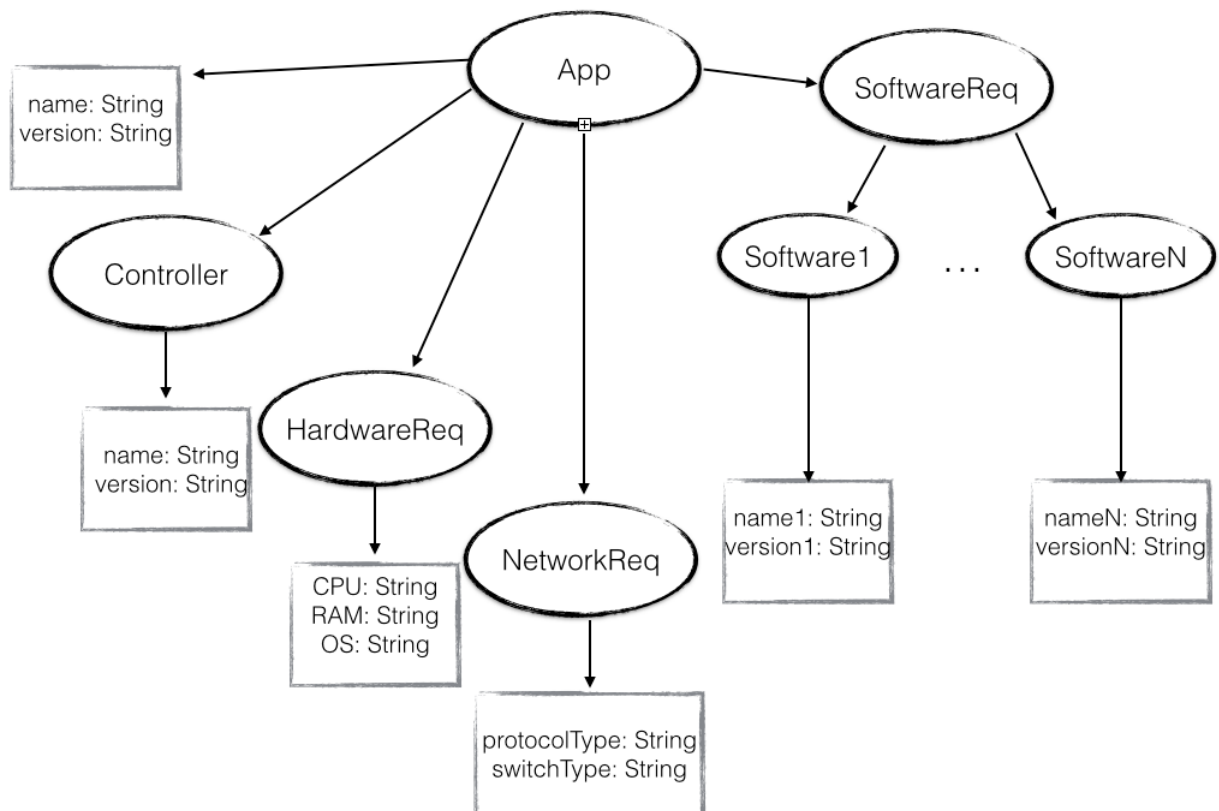 App
SoftwareReq
name: String
version: String
Controller
Software1
. . .
SoftwareN
HardwareReq
name: String
version: String
name1: String
version1: String
nameN: String
versionN: String
NetworkReq
CPU: String
RAM: String
OS: String
protocolType: String
switchType: String